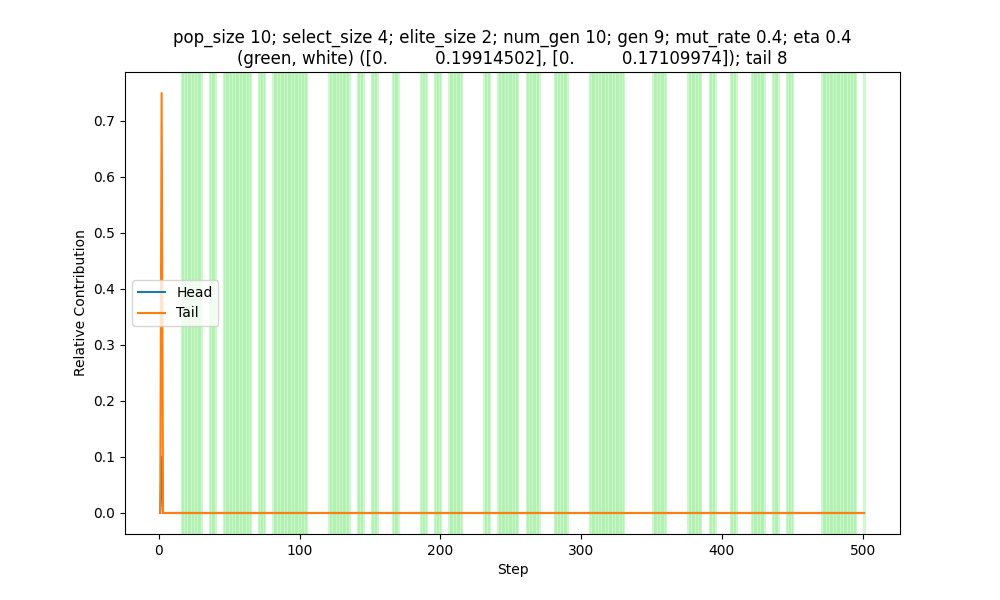 pop_size 10; select_size 4; elite_size 2; num_gen 10; gen 9; mut_rate 0.4; eta 0.4
(green, white) ([0. 0.19914502], [0. 0.17109974]); tail 8
0.7
0.6
0.5
0.4
0.3
0.2
0.1
0.0
Relative Contribution
Head
Tail
0 100 200 300 400 500
Step